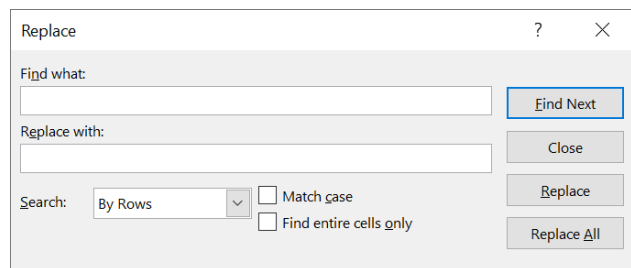 Replace ?
Find what:
Find Next
Replace with:
Close
Search: By Rows
Match case
Find entire cells only
Replace
Replace All